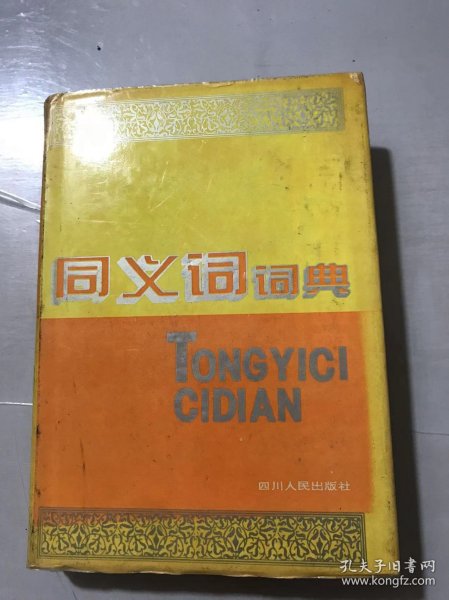 同义词词典
TONGYICI
CIDIAN
四川人民出版社
孔夫子旧书网
www.kongfz.com